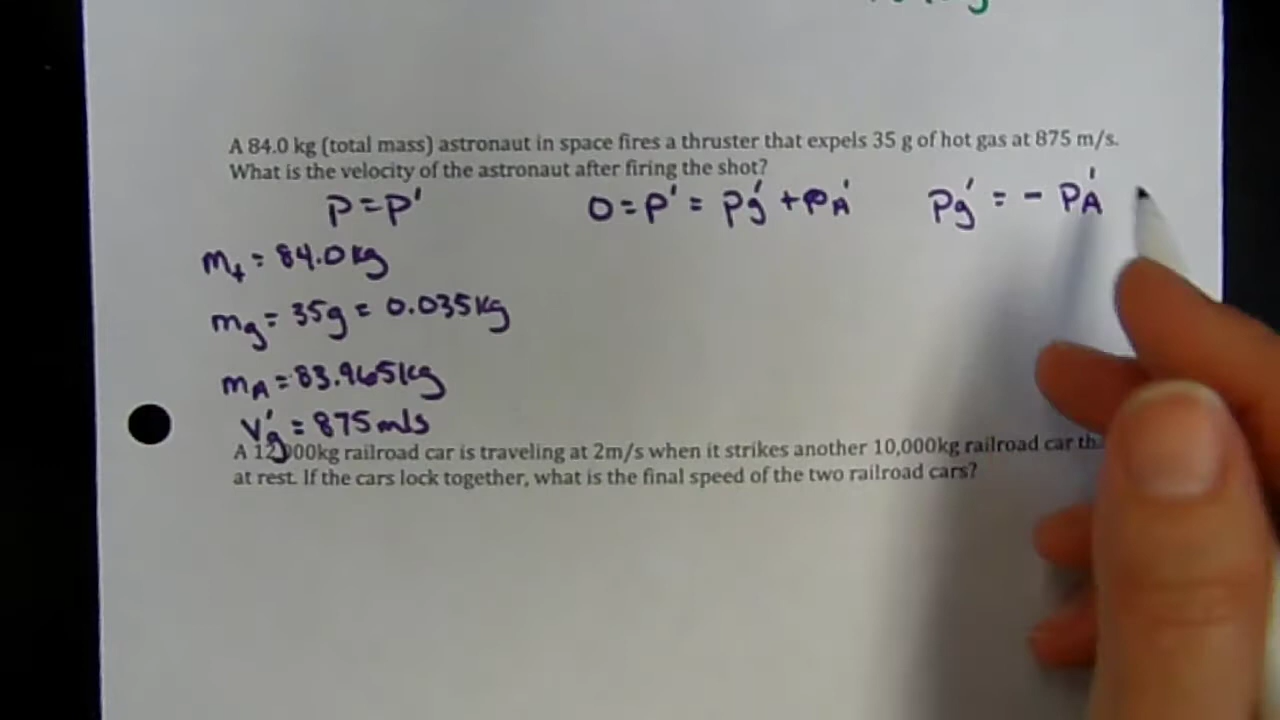 A 84.0 kg (total mass) astronaut in space fires a thruster that expels 35 g of hot gas at 875 m/s.
What is the velocity of the astronaut after firing the shot?
p = p' 0 = p' = pg' + pA' pg' = - pA'
mt = 84.0kg
mg = 35g = 0.035kg
mA = 83.965kg
vg' = 875 m/s
A 12,000kg railroad car is traveling at 2m/s when it strikes another 10,000kg railroad car
at rest. If the cars lock together, what is the final speed of the two railroad cars?